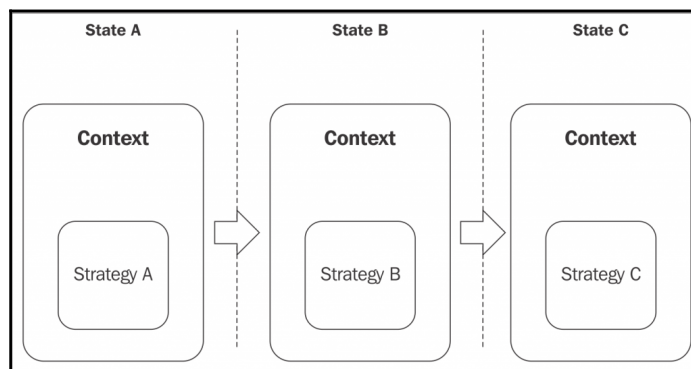 State A
State B
State C
Context
Context
Context
Strategy A
Strategy B
Strategy C